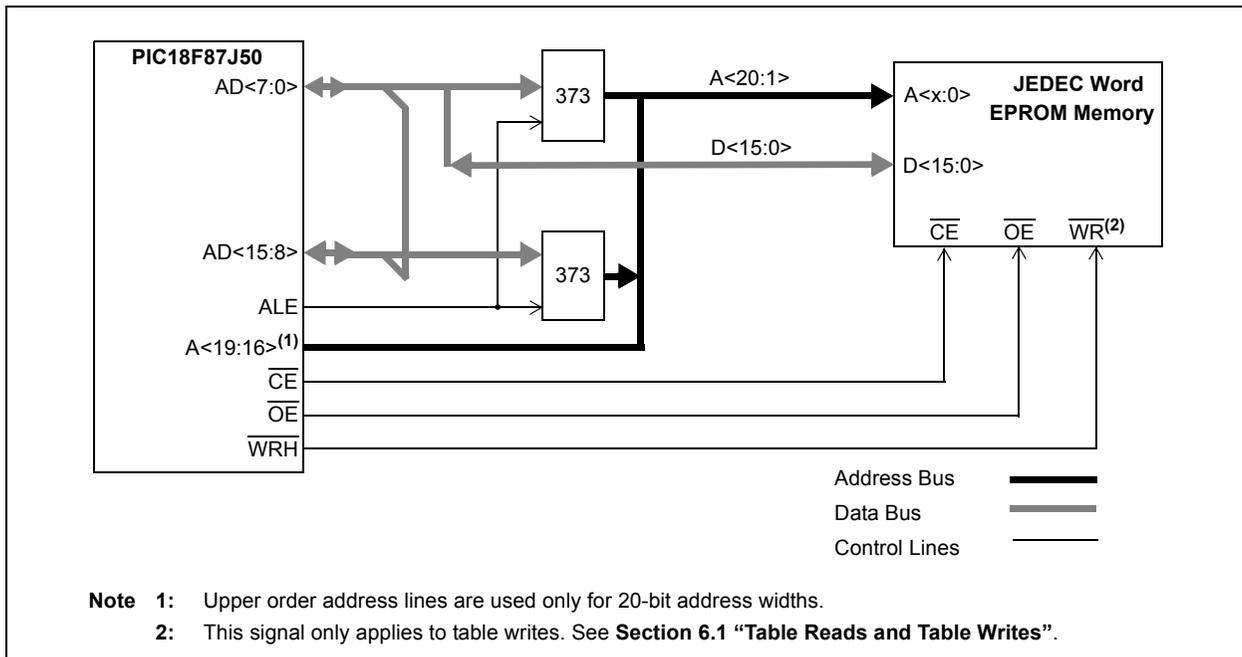 PIC18F87J50
AD<7:0>
373
A<20:1>
A<x:0>
JEDEC Word
EPROM Memory
D<15:0>
D<15:0>
CE
OE
WR(2)
AD<15:8>
373
ALE
A<19:16>(1)
CE
OE
WRH
Address Bus
Data Bus
Control Lines
Note 1: Upper order address lines are used only for 20-bit address widths.
2: This signal only applies to table writes. See Section 6.1 “Table Reads and Table Writes”.